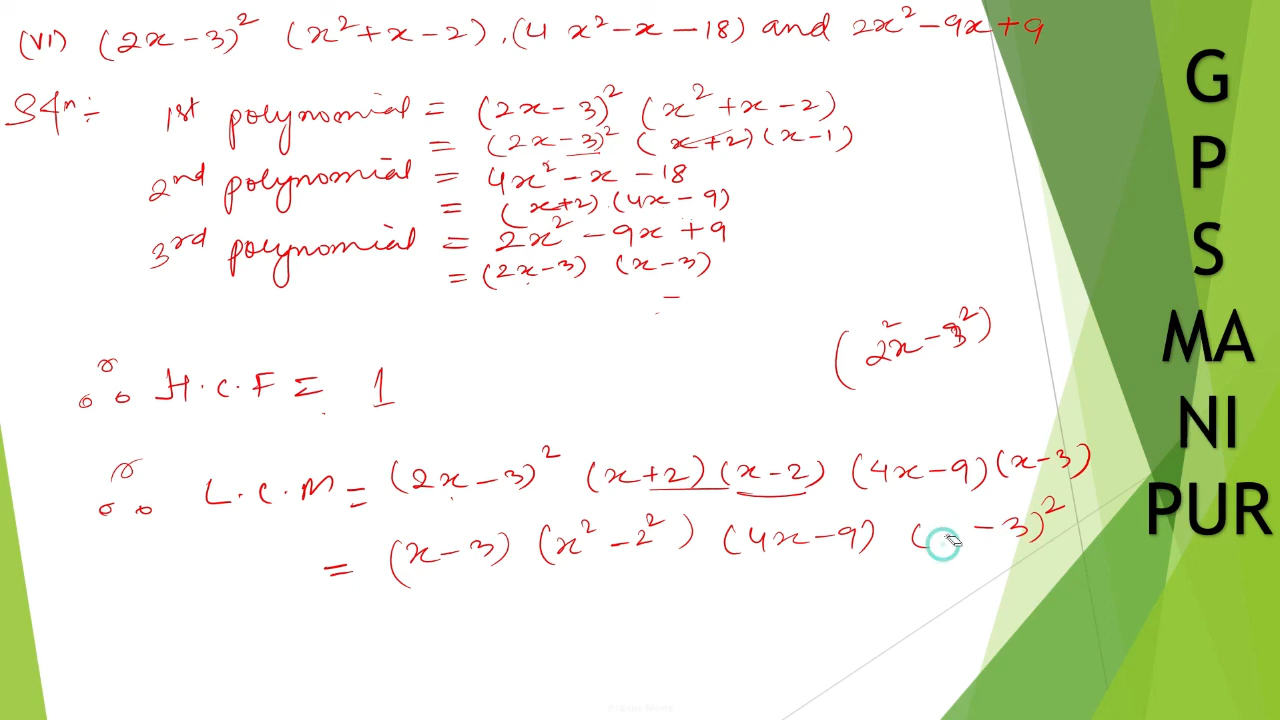 (VI) (2x-3)² (x²+x-2), (4x²-x-18) and 2x²-9x+9
Sol^n :- 1st polynomial = (2x-3)² (x²+x-2)
= (2x-3)² (x+2)(x-1)
2nd polynomial = 4x²-x-18
= (x+2).(4x-9)
3rd polynomial = 2x²-9x+9
= (2x-3) (x-3)
(2x²-3²)
∴ H.C.F = 1
∴ L.C.M = (2x-3)² (x+2)(x-2) (4x-9)(x-3)
= (x-3) (x²-2²) (4x-9) ( -3)²
G
P
S
MA
NI
PUR